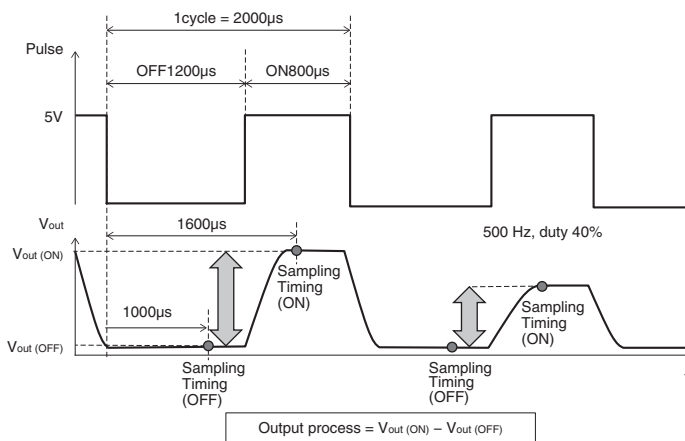 1cycle = 2000µs
Pulse
OFF1200µs
ON800µs
5V
Vout
1600µs
500 Hz, duty 40%
Vout (ON)
Sampling
Timing
(ON)
Sampling
Timing
(ON)
1000µs
Vout (OFF)
Sampling
Timing
(OFF)
Sampling
Timing
(OFF)
Output process = Vout (ON) − Vout (OFF)